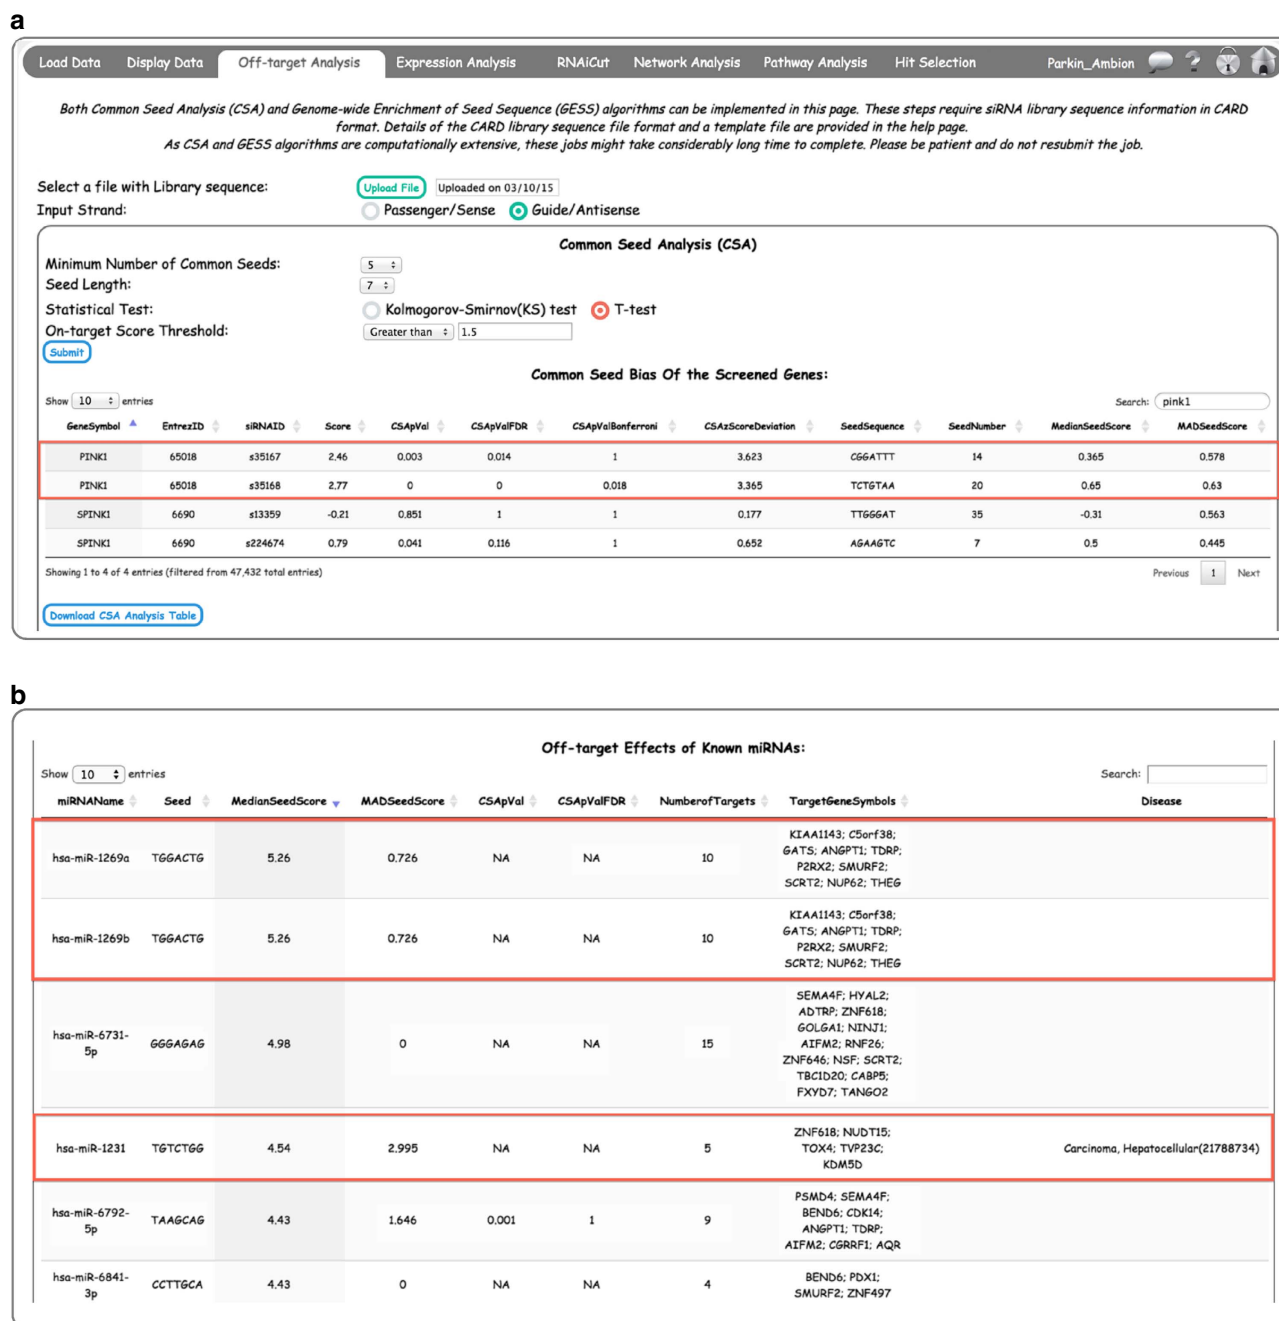 a
Load Data Display Data Off-target Analysis Expression Analysis RNAiCut Network Analysis Pathway Analysis Hit Selection Parkin_Ambion ?
Both Common Seed Analysis (CSA) and Genome-wide Enrichment of Seed Sequence (GESS) algorithms can be implemented in this page. These steps require siRNA library sequence information in CARD
format. Details of the CARD library sequence file format and a template file are provided in the help page.
As CSA and GESS algorithms are computationally extensive, these jobs might take considerably long time to complete. Please be patient and do not resubmit the job.
Select a file with Library sequence: Upload File Uploaded on 03/10/15
Input Strand: Passenger/Sense Guide/Antisense
Common Seed Analysis (CSA)
Minimum Number of Common Seeds: 5
Seed Length: 7
Statistical Test: Kolmogorov-Smirnov(KS) test T-test
On-target Score Threshold: Greater than 1.5
Submit
Common Seed Bias Of the Screened Genes:
Show 10 entries Search: pink1
GeneSymbol EntrezID siRNAID Score CSApVal CSApValFDR CSApValBonferroni CSAzScoreDeviation SeedSequence SeedNumber MedianSeedScore MADSeedScore
PINK1 65018 s35167 2.46 0.003 0.014 1 3.623 CGGATTT 14 0.365 0.578
PINK1 65018 s35168 2.77 0 0 0.018 3.365 TCTGTAA 20 0.65 0.63
SPINK1 6690 s13359 -0.21 0.851 1 1 0.177 TTGGGAT 35 -0.31 0.563
SPINK1 6690 s224674 0.79 0.041 0.116 1 0.652 AGAAGTC 7 0.5 0.445
Showing 1 to 4 of 4 entries (filtered from 47,432 total entries) Previous 1 Next
Download CSA Analysis Table
b
Off-target Effects of Known miRNAs:
Show 10 entries Search:
miRNAName Seed MedianSeedScore MADSeedScore CSApVal CSApValFDR NumberofTargets TargetGeneSymbols Disease
KIAA1143; C5orf38;
GATS; ANGPT1; TDRP;
hsa-miR-1269a TGGACTG 5.26 0.726 NA NA 10
P2RX2; SMURF2;
SCRT2; NUP62; THEG
KIAA1143; C5orf38;
GATS; ANGPT1; TDRP;
hsa-miR-1269b TGGACTG 5.26 0.726 NA NA 10
P2RX2; SMURF2;
SCRT2; NUP62; THEG
SEMA4F; HYAL2;
ADTRP; ZNF618;
GOLGA1; NINJ1;
hsa-miR-6731-
5p GGGAGAG 4.98 0 NA NA 15
AIFM2; RNF26;
ZNF646; NSF; SCRT2;
TBC1D20; CABP5;
FXYD7; TANGO2
ZNF618; NUDT15;
hsa-miR-1231 TGTCTGG 4.54 2.995 NA NA 5 TOX4; TVP23C; Carcinoma, Hepatocellular(21788734)
KDM5D
PSMD4; SEMA4F;
hsa-miR-6792-
5p TAAGCAG 4.43 1.646 0.001 1 9
BEND6; CDK14;
ANGPT1; TDRP;
AIFM2; CGRRF1; AQR
hsa-miR-6841-
3p CCTTGCA 4.43 0 NA NA 4
BEND6; PDX1;
SMURF2; ZNF497